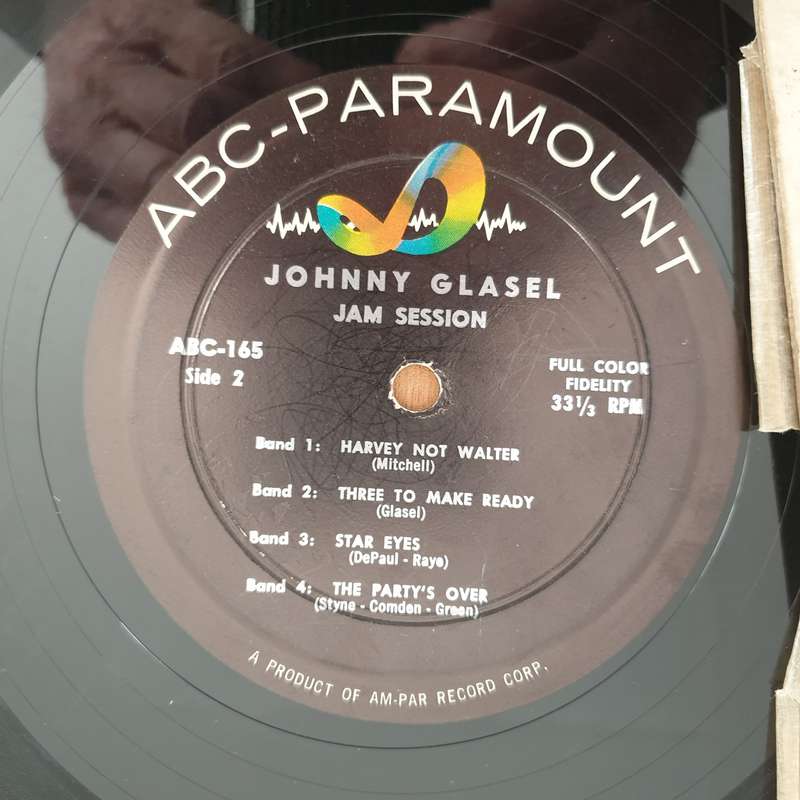 ABC-PARAMOUNT
JOHNNY GLASEL
JAM SESSION
ABC-165
Side 2
FULL COLOR
FIDELITY
33⅓ RPM
Band 1: HARVEY NOT WALTER
(Mitchell)
Band 2: THREE TO MAKE READY
(Glasel)
Band 3: STAR EYES
(DePaul - Raye)
Band 4: THE PARTY'S OVER
(Styne - Comden - Green)
A PRODUCT OF AM-PAR RECORD CORP.